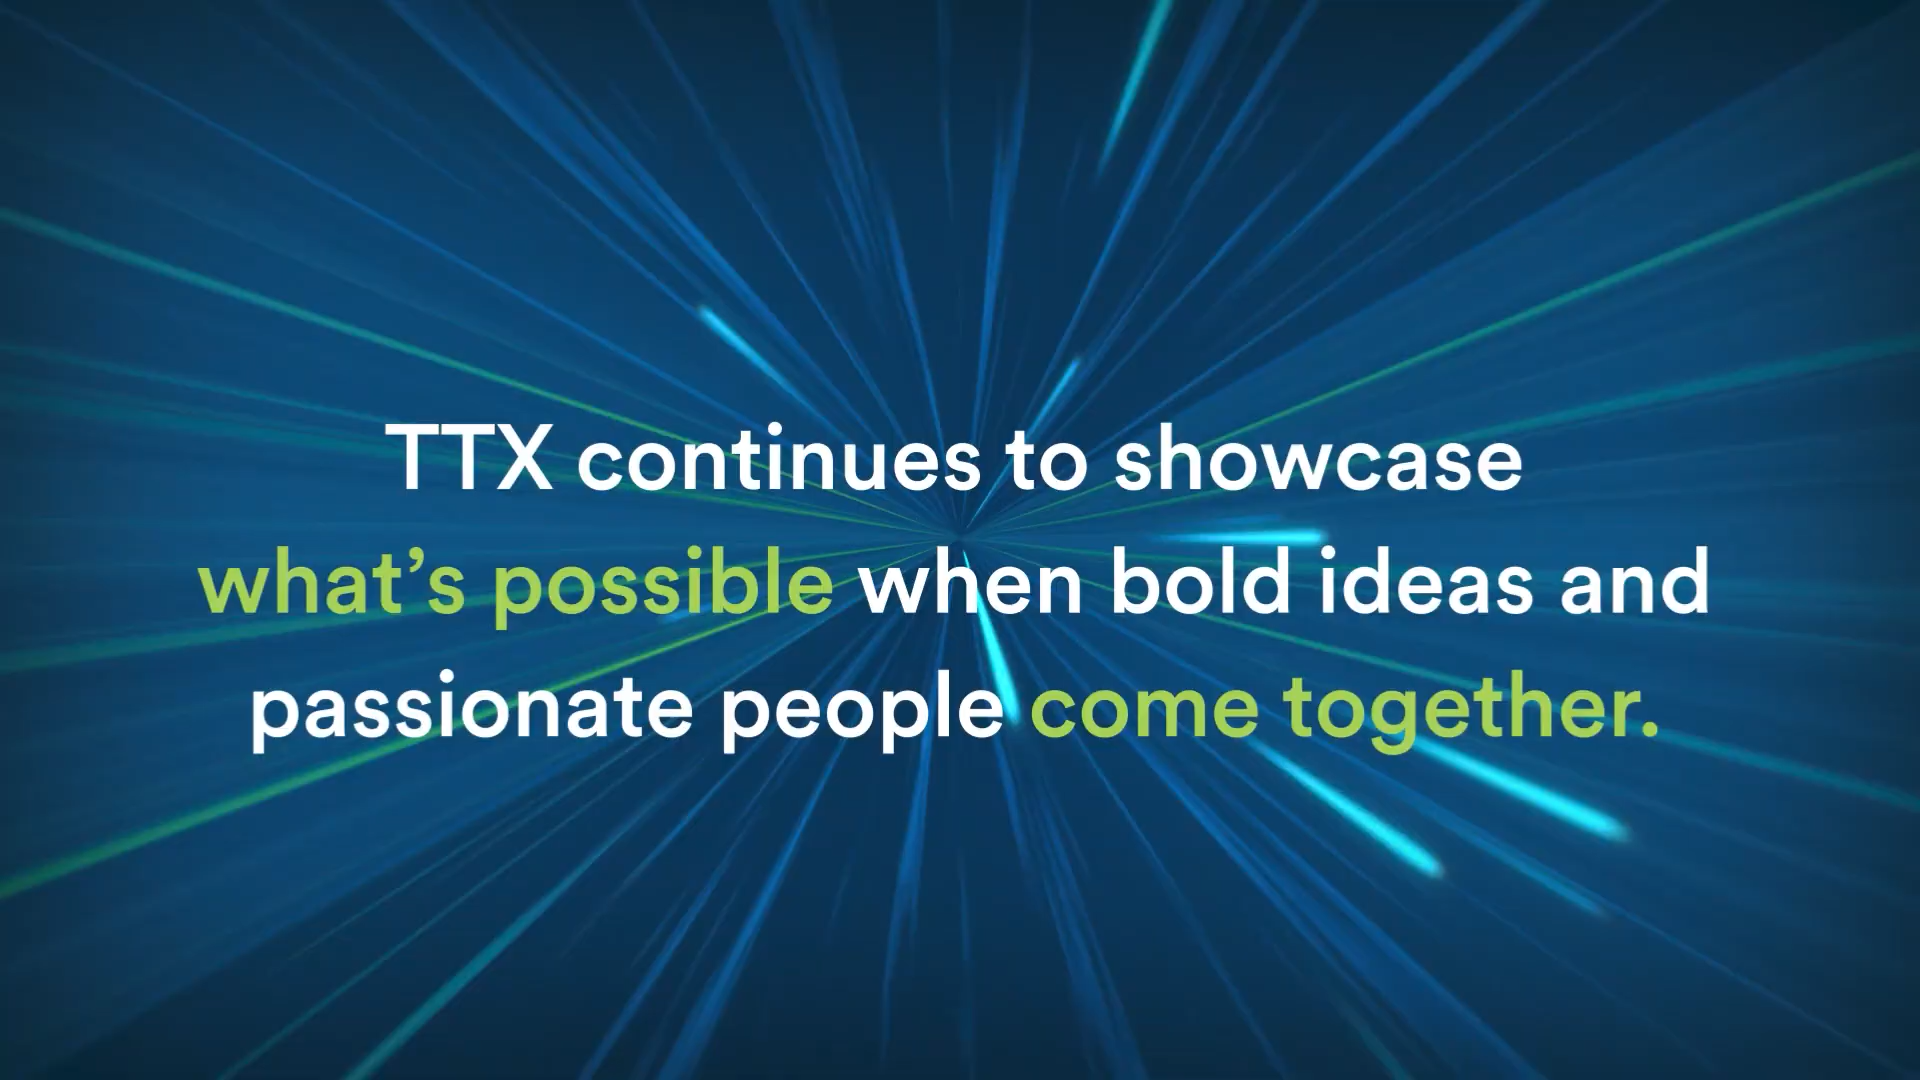 TTX continues to showcase
what’s possible when bold ideas and
passionate people come together.